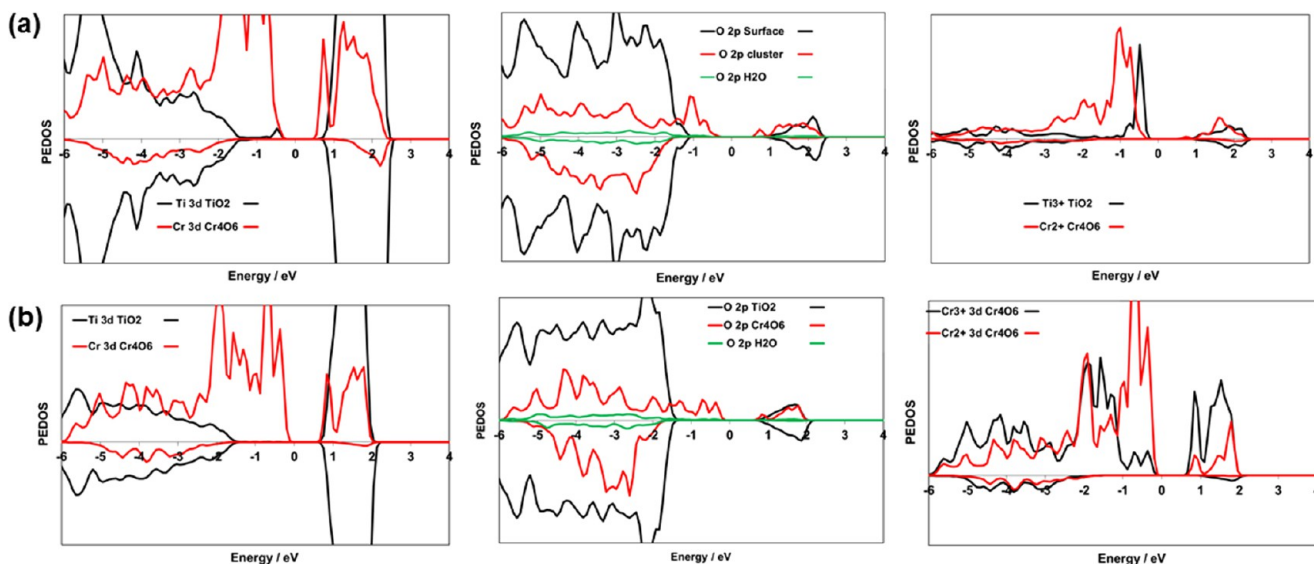 (a)
PEDOS
-6 -5 -4 -3 -2 -1 0 1 2 3 4
Ti 3d TiO2
Cr 3d Cr4O6
Energy / eV
O 2p Surface
O 2p cluster
O 2p H2O
PEDOS
-6 -5 -4 -3 -2 -1 0 1 2 3 4
Energy / eV
PEDOS
-6 -5 -4 -3 -2 -1 0 1 2 3 4
Ti3+ TiO2
Cr2+ Cr4O6
Energy / eV
(b)
Ti 3d TiO2
Cr 3d Cr4O6
PEDOS
-6 -5 -4 -3 -2 -1 0 1 2 3 4
Energy / eV
O 2p TiO2
O 2p Cr4O6
O 2p H2O
PEDOS
-6 -5 -4 -3 -2 -1 0 1 2 3 4
Energy / eV
Cr3+ 3d Cr4O6
Cr2+ 3d Cr4O6
PEDOS
-6 -5 -4 -3 -2 -1 0 1 2 3
Energy / eV